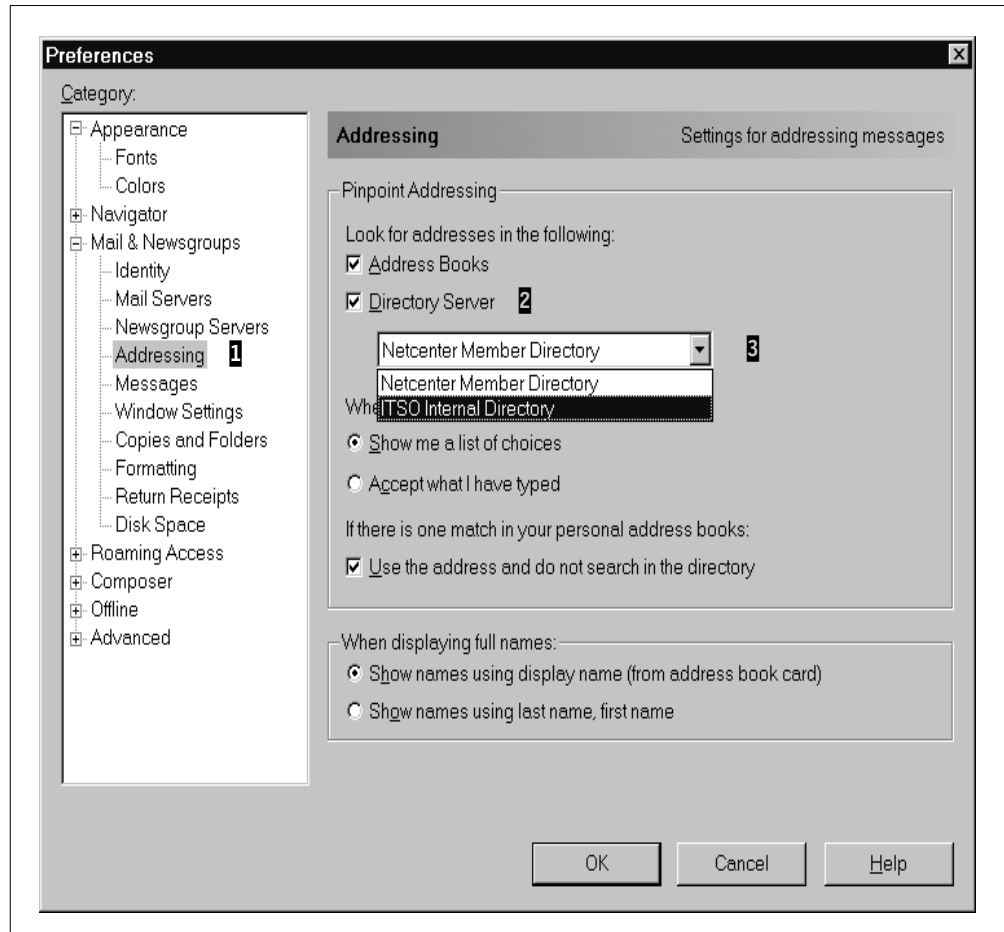 Preferences
Category:
Appearance
Fonts
Colors
Navigator
Mail & Newsgroups
Identity
Mail Servers
Newsgroup Servers
Addressing 1
Messages
Window Settings
Copies and Folders
Formatting
Return Receipts
Disk Space
Roaming Access
Composer
Offline
Advanced
Addressing Settings for addressing messages
Pinpoint Addressing
Look for addresses in the following:
Address Books
Directory Server 2
Netcenter Member Directory 3
Netcenter Member Directory
ITSO Internal Directory
Show me a list of choices
Accept what I have typed
If there is one match in your personal address books:
Use the address and do not search in the directory
When displaying full names:
Show names using display name (from address book card)
Show names using last name, first name
OK Cancel Help